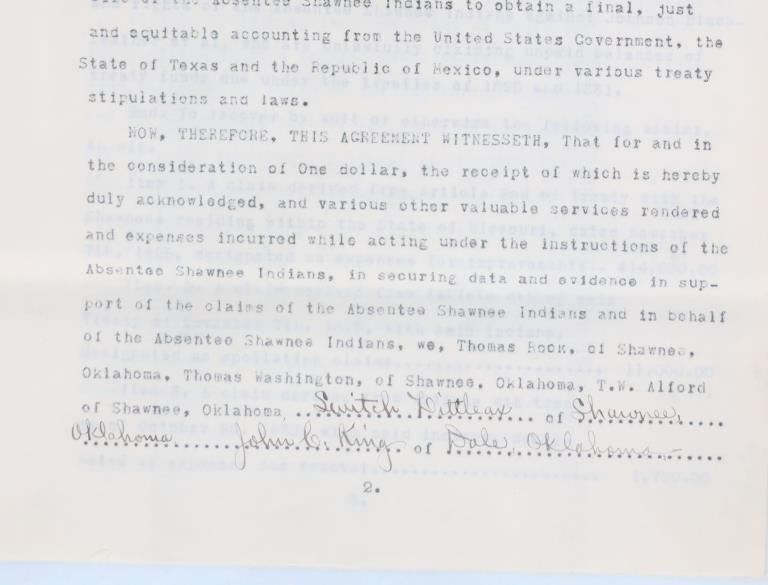 of the Absentee Shawnee Indians to obtain a final, just
and equitable accounting from the United States Government, the
State of Texas and the Republic of Mexico, under various treaty
stipulations and laws.
NOW, THEREFORE, THIS AGREEMENT WITNESSETH, That for and in
the consideration of One dollar, the receipt of which is hereby
duly acknowledged, and various other valuable services rendered
and expenses incurred while acting under the instructions of the
Absentee Shawnee Indians, in securing data and evidence in sup-
port of the claims of the Absentee Shawnee Indians and in behalf
of the Absentee Shawnee Indians, we, Thomas Rock, of Shawnee,
Oklahoma, Thomas Washington, of Shawnee, Oklahoma, T.W. Alford
of Shawnee, Oklahoma ...Switch Littleax... of Shawnee,.....
Oklahoma......John C. King.. of Dale, Oklahoma.......
2.